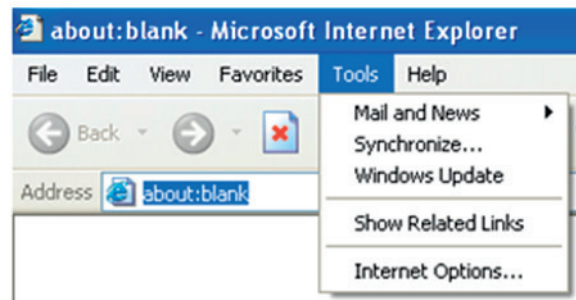 about:blank - Microsoft Internet Explorer
File Edit View Favorites Tools Help
Mail and News
Back
Synchronize...
Windows Update
Address about:blank
Show Related Links
Internet Options...